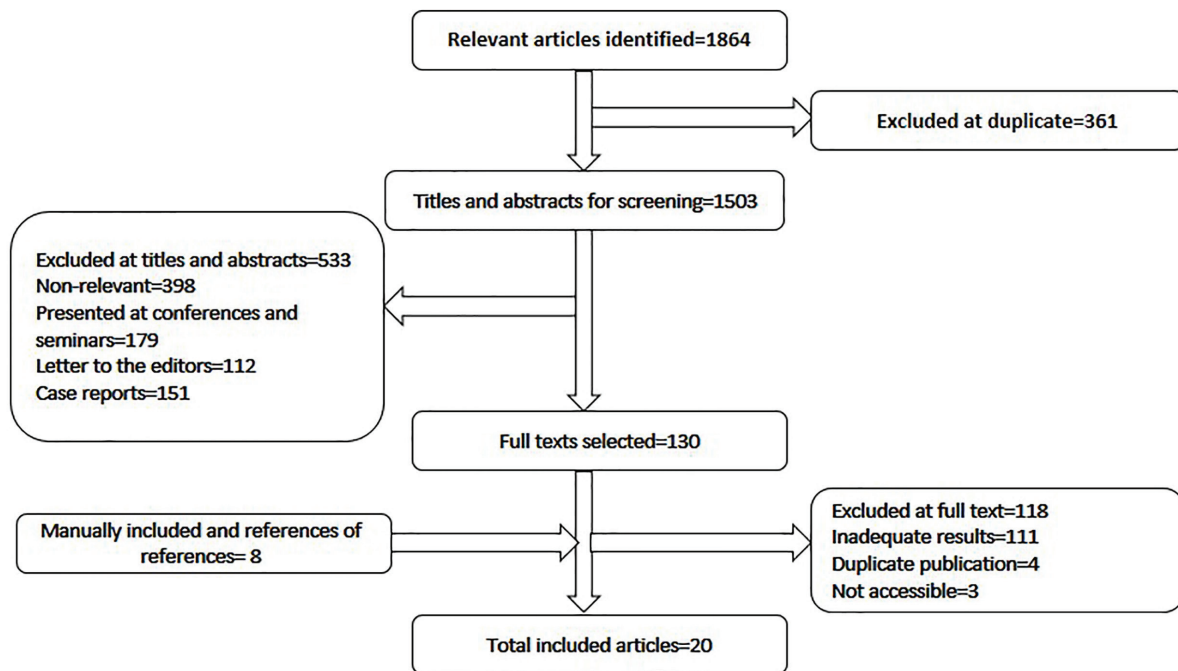 Relevant articles identified=1864
Excluded at duplicate=361
Titles and abstracts for screening=1503
Excluded at titles and abstracts=533
Non-relevant=398
Presented at conferences and
seminars=179
Letter to the editors=112
Case reports=151
Full texts selected=130
Manually included and references of
references= 8
Excluded at full text=118
Inadequate results=111
Duplicate publication=4
Not accessible=3
Total included articles=20